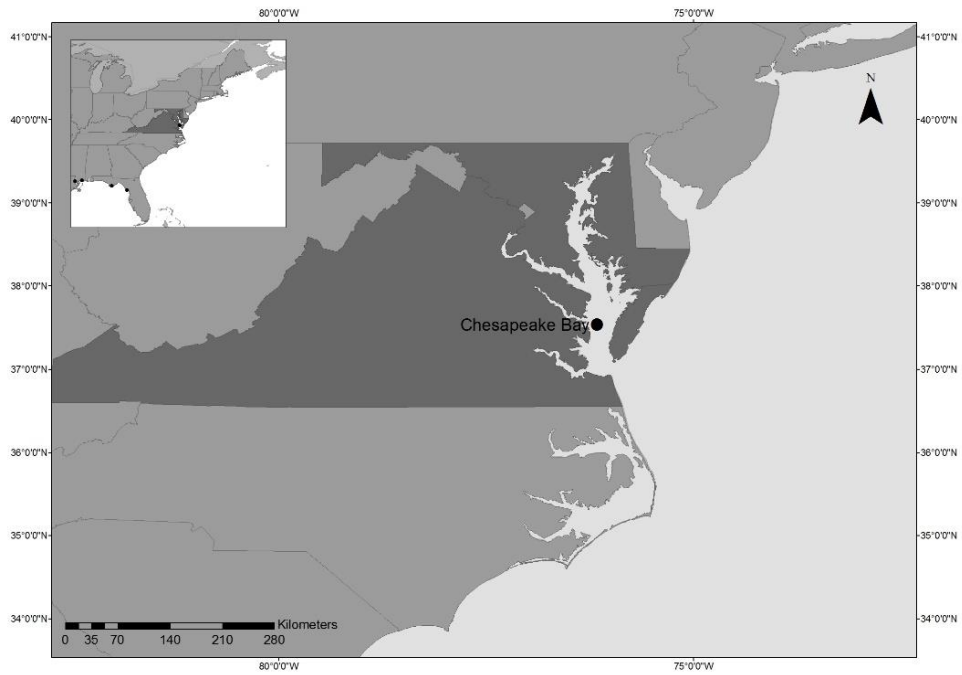 80°0'0"W 75°0'0"W
41°0'0"N 41°0'0"N
N
40°0'0"N 40°0'0"N
39°0'0"N 39°0'0"N
38°0'0"N 38°0'0"N
Chesapeake Bay
37°0'0"N 37°0'0"N
36°0'0"N 36°0'0"N
35°0'0"N 35°0'0"N
34°0'0"N 34°0'0"N
Kilometers
0 35 70 140 210 280
80°0'0"W 75°0'0"W